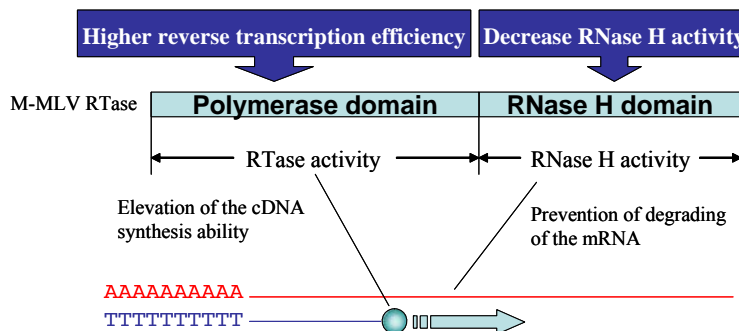 Higher reverse transcription efficiency
Decrease RNase H activity
M-MLV RTase
Polymerase domain
RNase H domain
RTase activity
RNase H activity
Elevation of the cDNA
synthesis ability
Prevention of degrading
of the mRNA
AAAAAAAAAA
TTTTTTTTTT